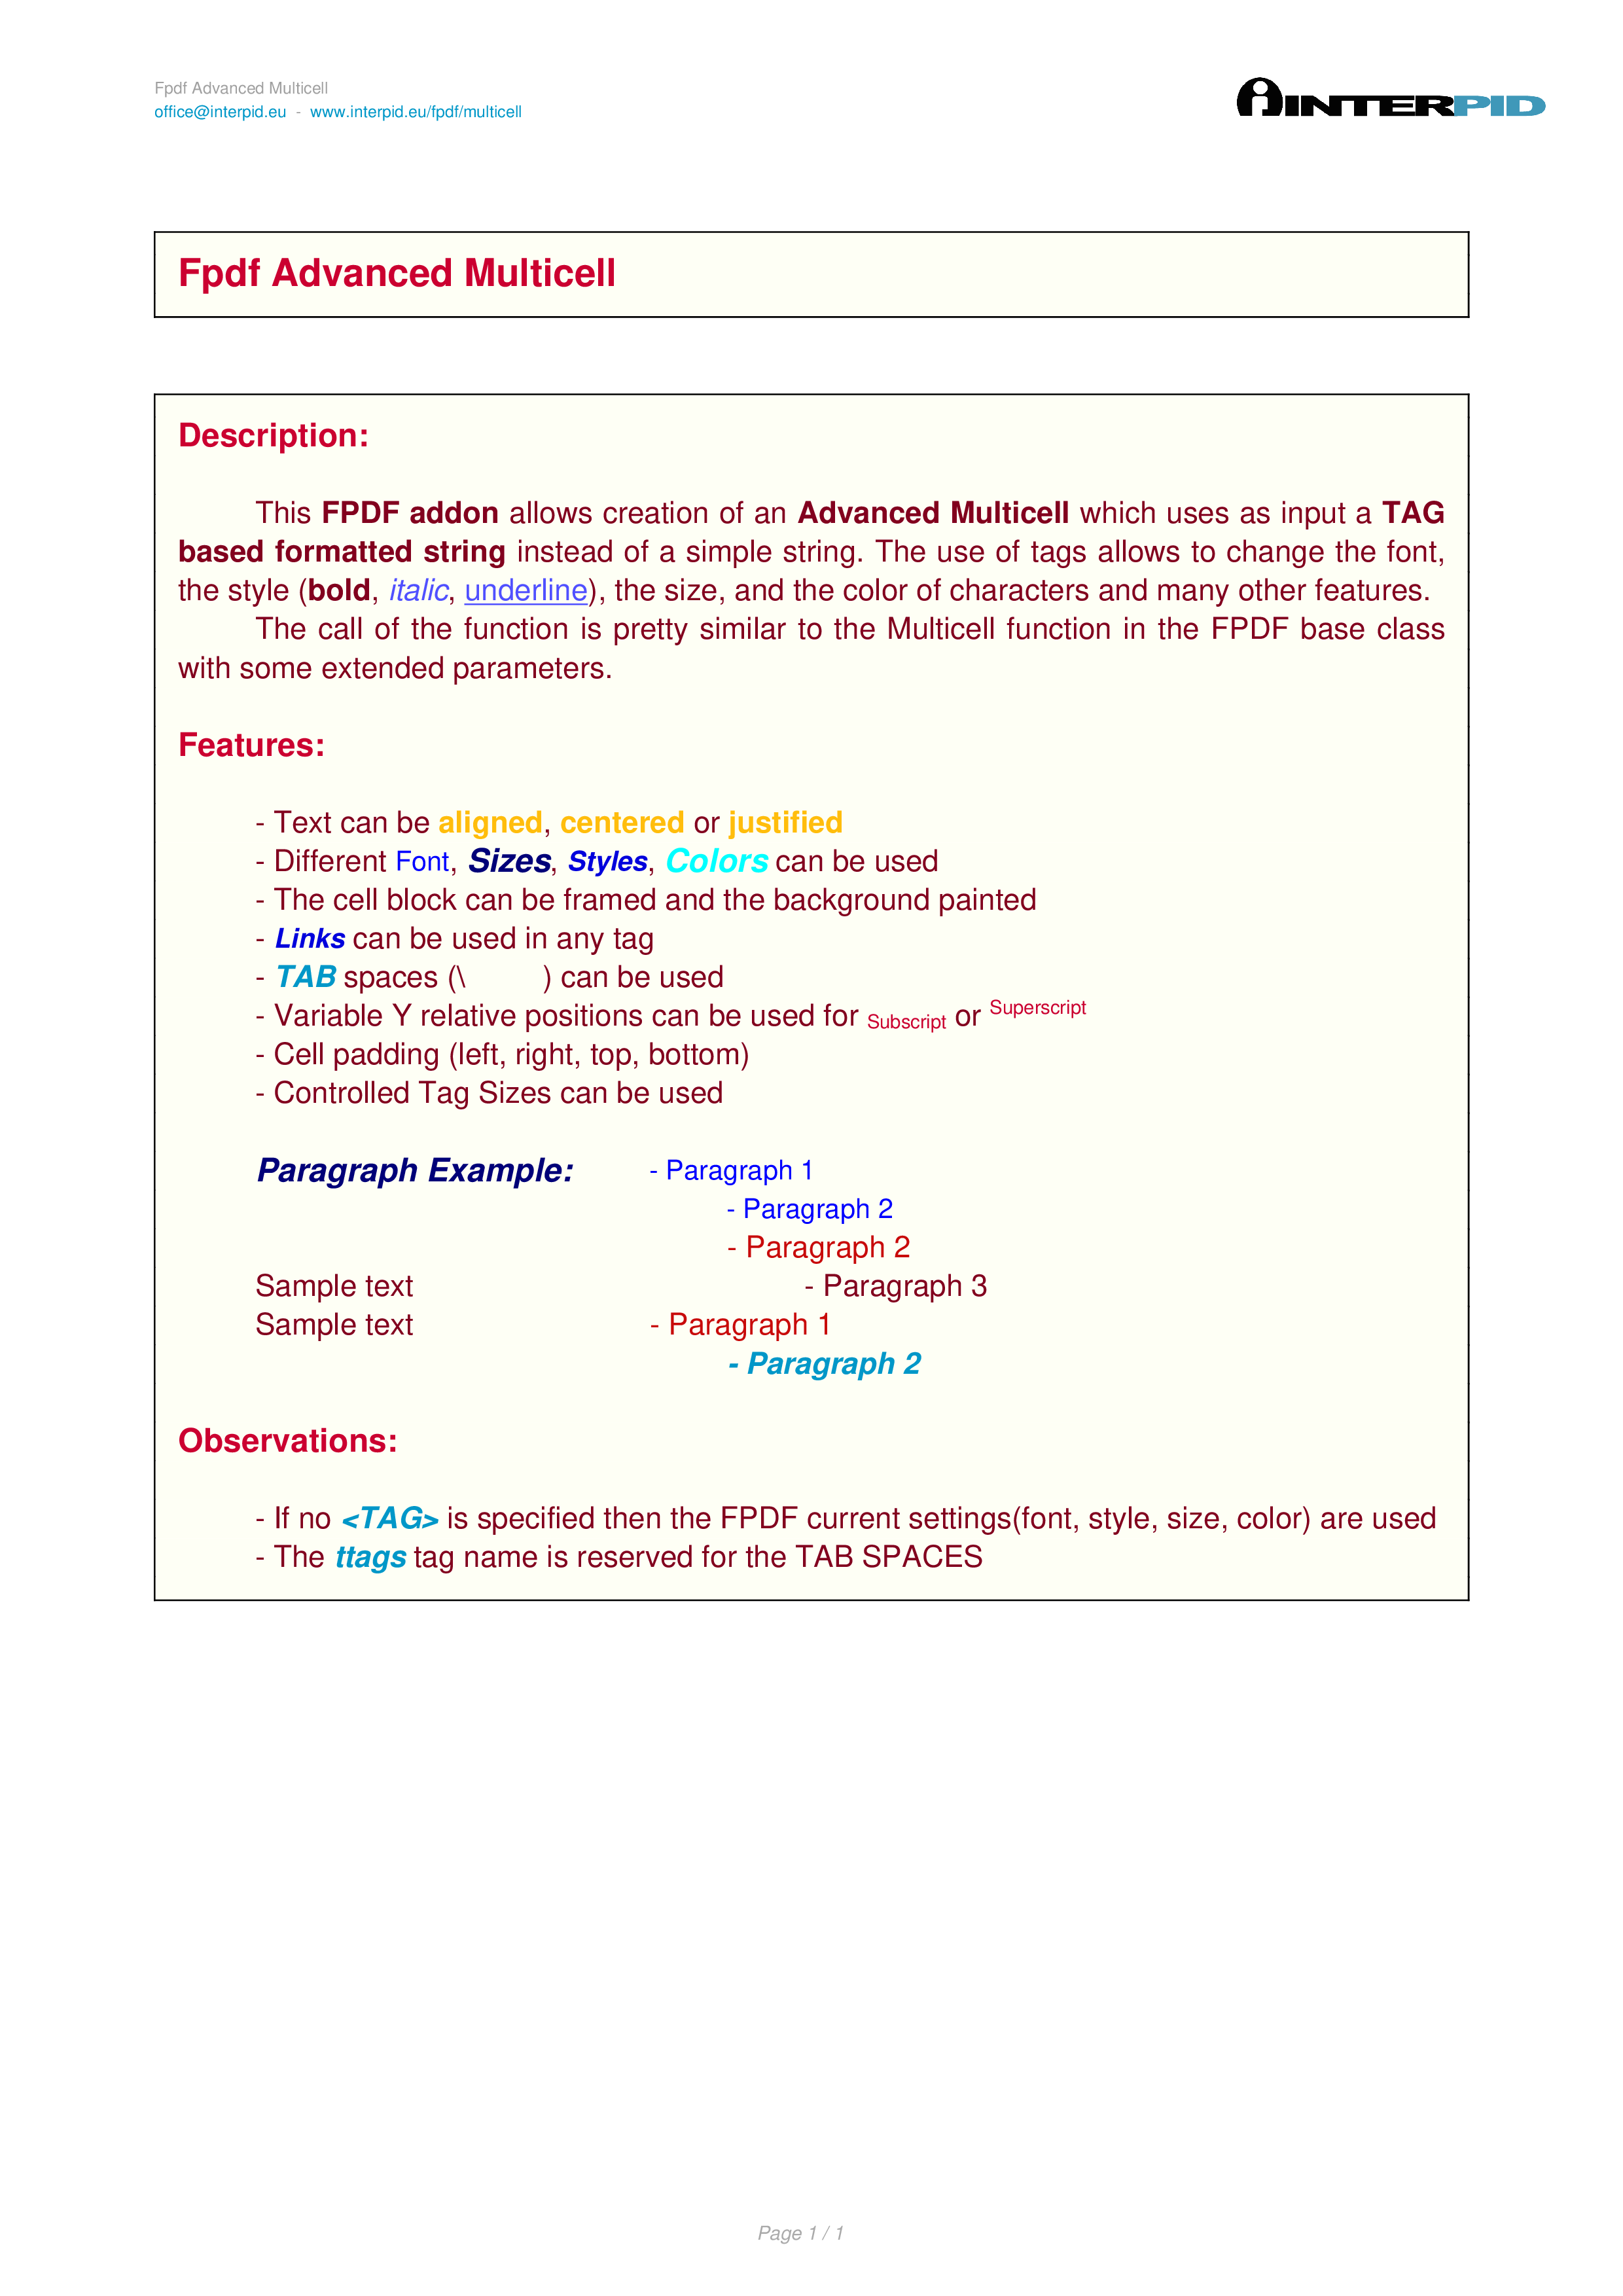 Fpdf Advanced Multicell
office@interpid.eu - www.interpid.eu/fpdf/multicell
INTERPID
Fpdf Advanced Multicell
Description:
This FPDF addon allows creation of an Advanced Multicell which uses as input a TAG
based formatted string instead of a simple string. The use of tags allows to change the font,
the style (bold, italic, underline), the size, and the color of characters and many other features.
The call of the function is pretty similar to the Multicell function in the FPDF base class
with some extended parameters.
Features:
- Text can be aligned, centered or justified
- Different Font, Sizes, Styles, Colors can be used
- The cell block can be framed and the background painted
- Links can be used in any tag
- TAB spaces (\ ) can be used
- Variable Y relative positions can be used for Subscript or Superscript
- Cell padding (left, right, top, bottom)
- Controlled Tag Sizes can be used
Paragraph Example: - Paragraph 1
- Paragraph 2
- Paragraph 2
Sample text - Paragraph 3
Sample text - Paragraph 1
- Paragraph 2
Observations:
- If no <TAG> is specified then the FPDF current settings(font, style, size, color) are used
- The ttags tag name is reserved for the TAB SPACES
Page 1 / 1